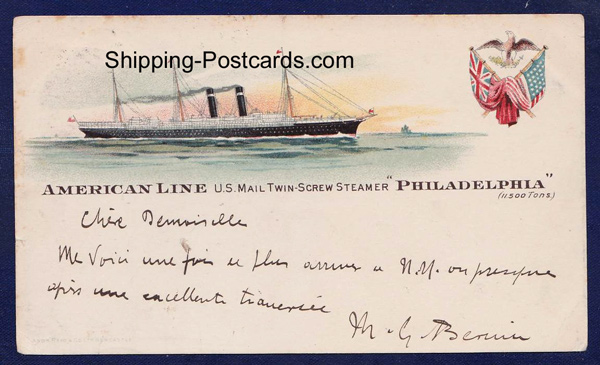 Shipping-Postcards.com
AMERICAN LINE U.S. MAIL TWIN-SCREW STEAMER "PHILADELPHIA"
(11500 TONS.)
Chère Demoiselle
Me Voici une fois de plus arriver a N.Y. ou presque
après une excellente traversée
M. G.